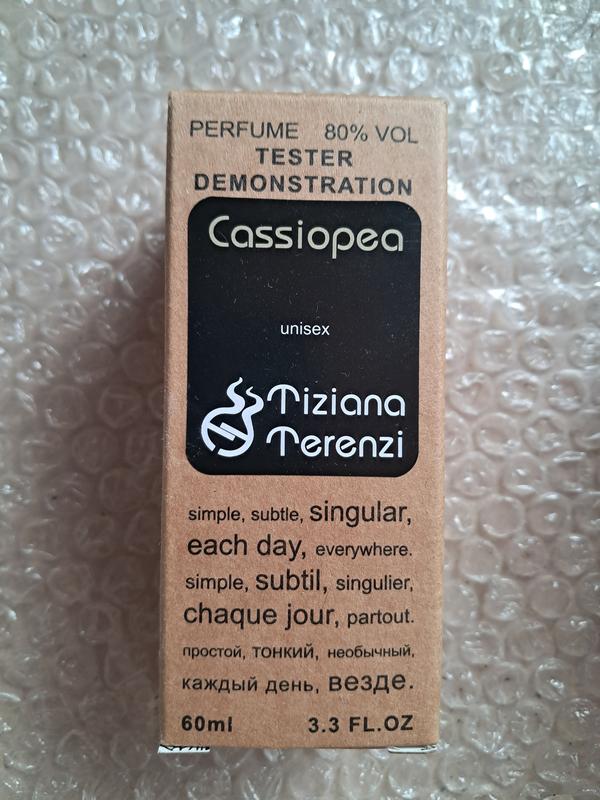 PERFUME 80% VOL
TESTER
DEMONSTRATION
Cassiopea
unisex
Tiziana
Terenzi
simple, subtle, singular,
each day, everywhere.
simple, subtil, singulier,
chaque jour, partout.
простой, тонкий, необычный,
каждый день, везде.
60ml 3.3 FL.OZ